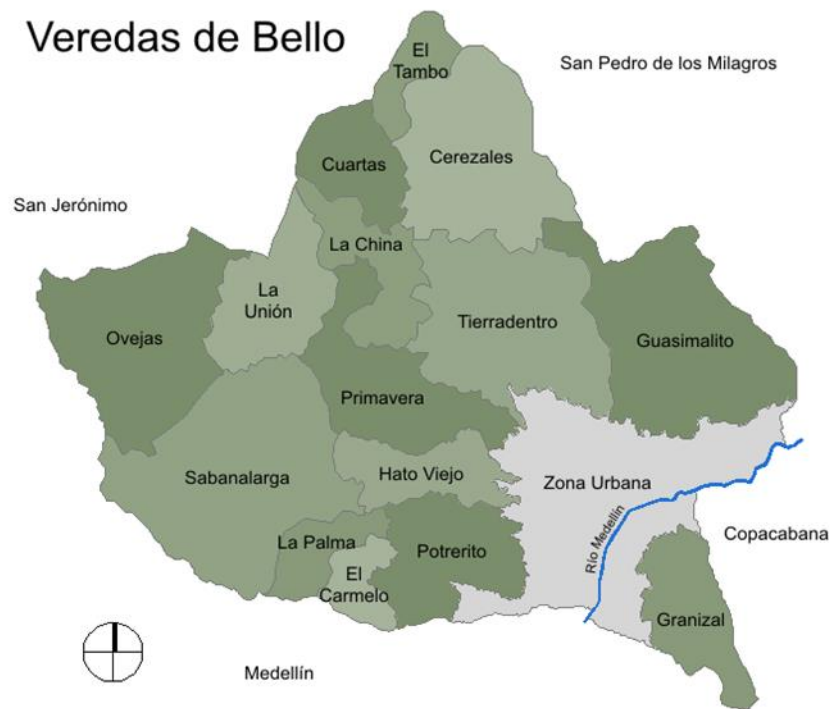 Veredas de Bello
El
Tambo
San Pedro de los Milagros
Cerezales
Cuartas
San Jerónimo
La China
La
Unión
Ovejas
Tierradentro
Guasimalito
Primavera
Sabanalarga
Hato Viejo
Zona Urbana
Río Medellín
Copacabana
La Palma
Potrerito
El
Carmelo
Granizal
Medellín